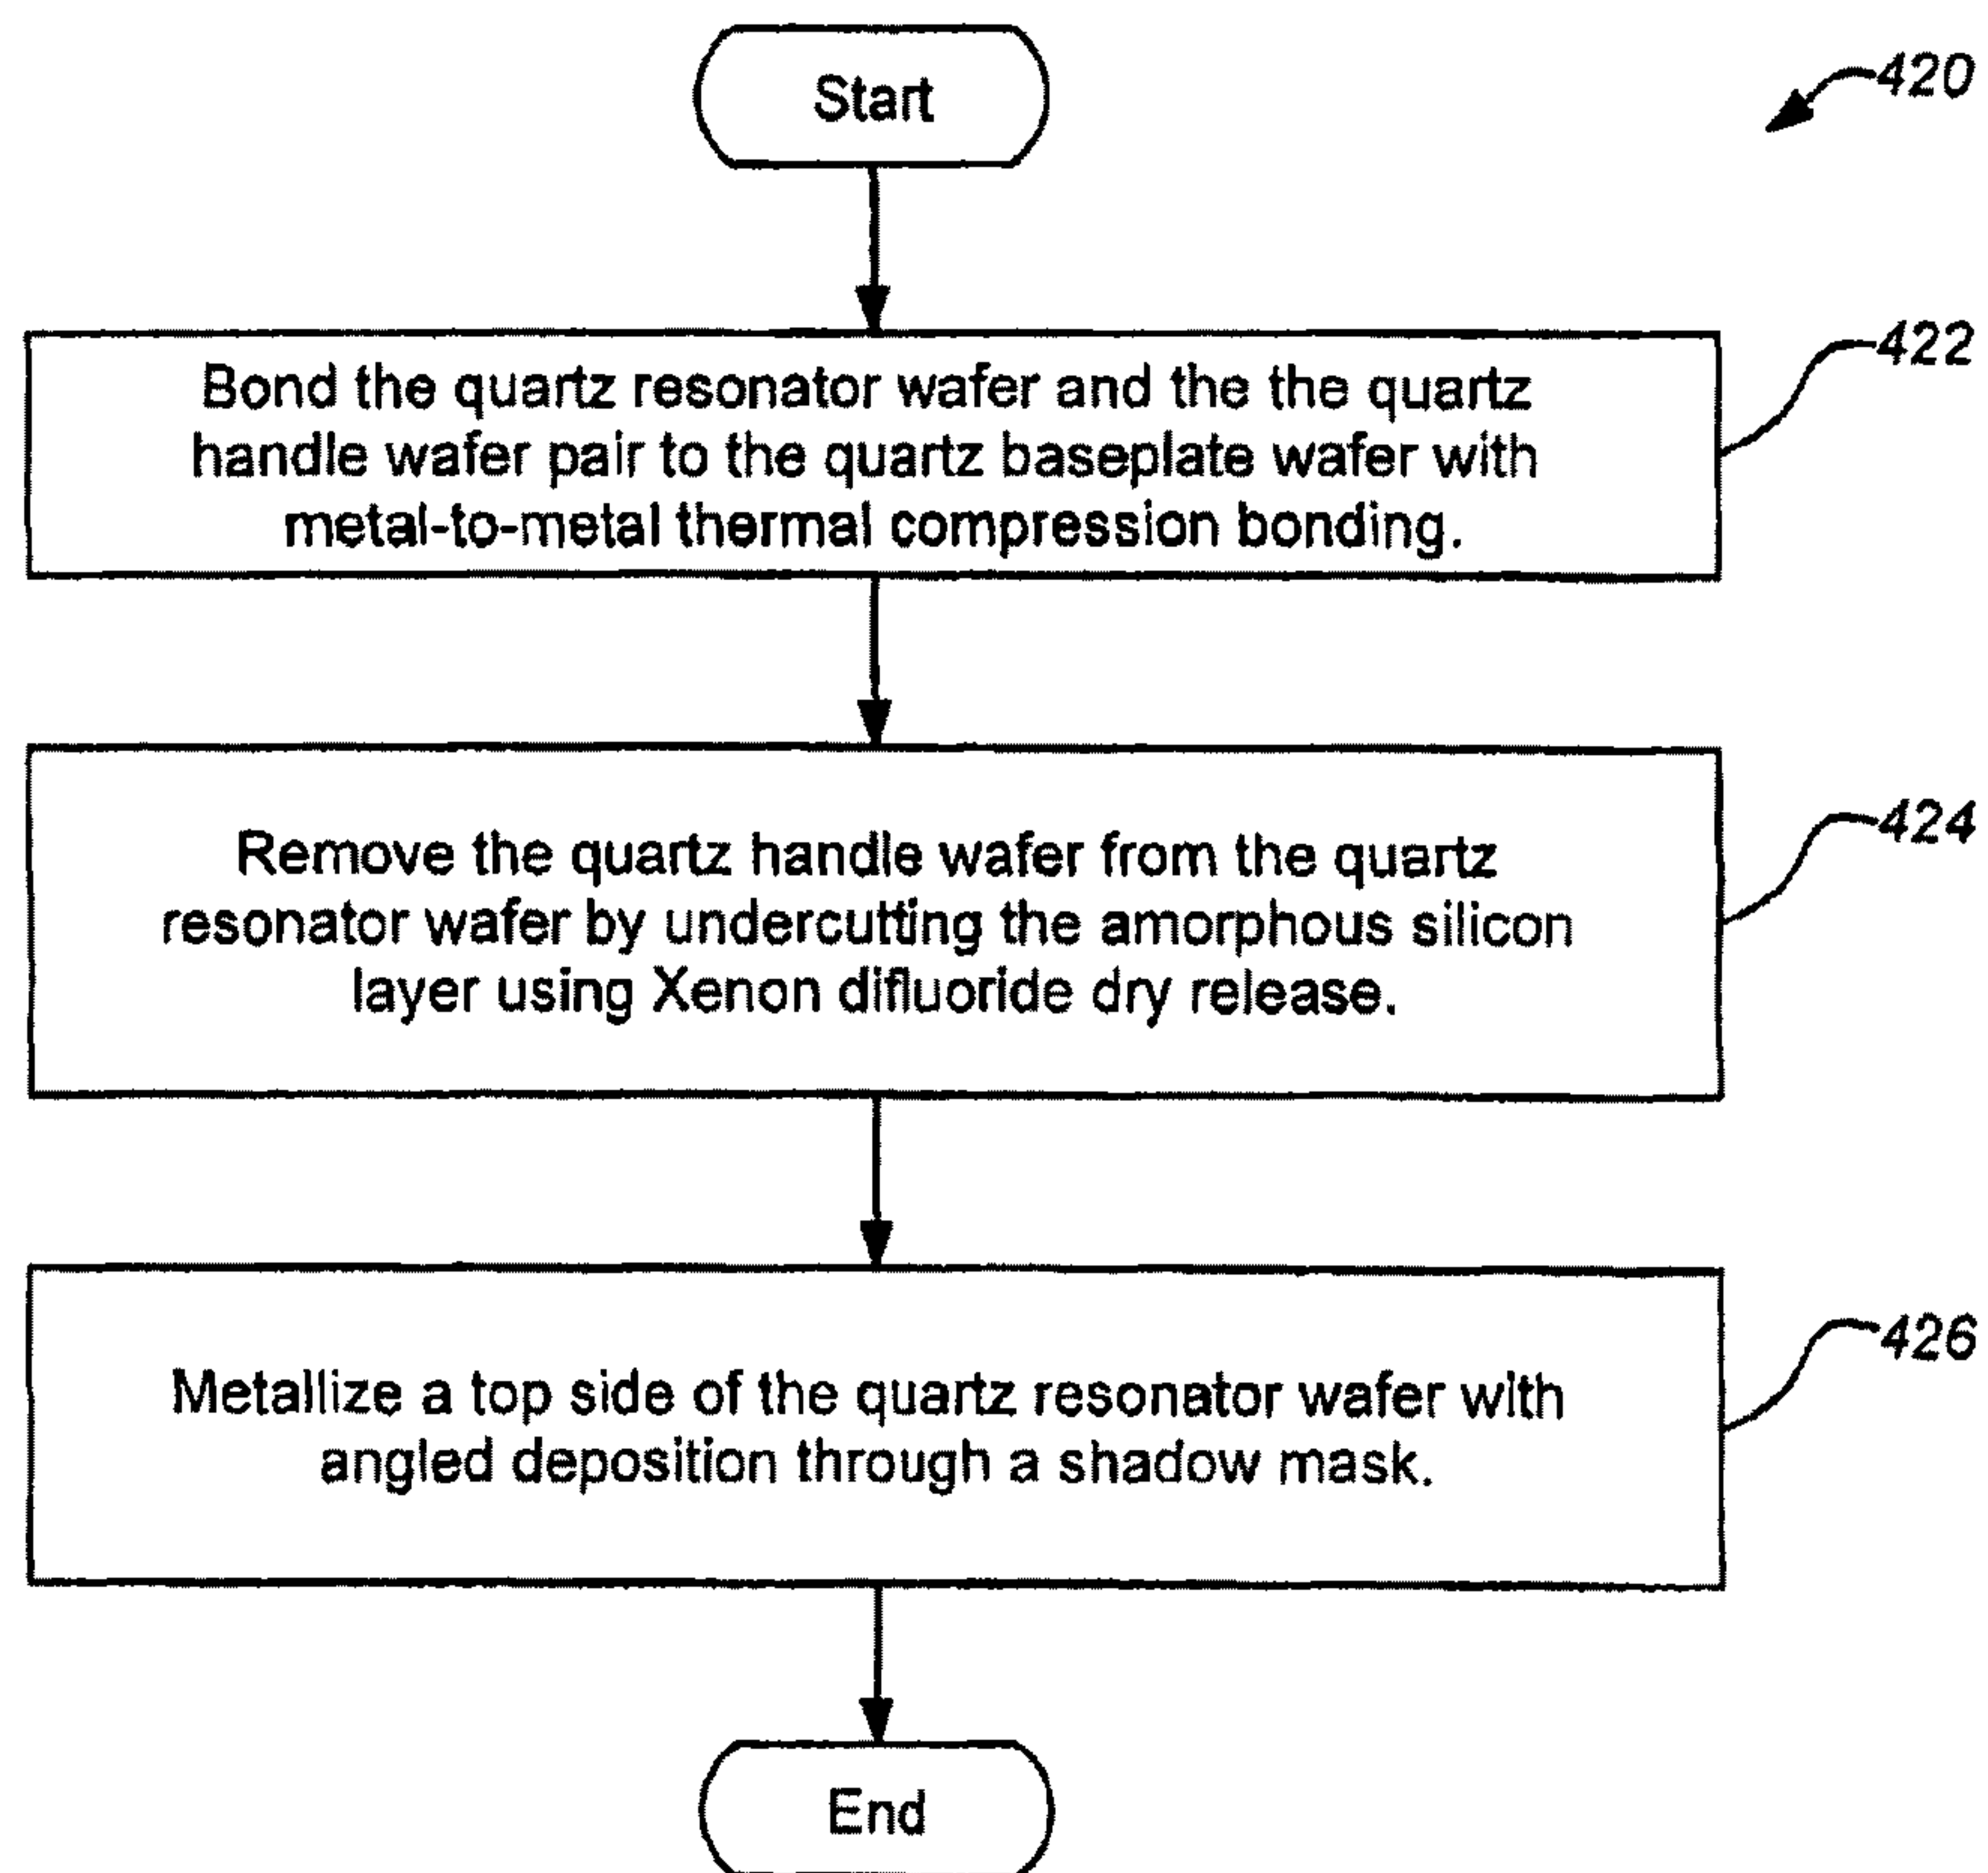 Start
420
Bond the quartz resonator wafer and the the quartz
handle wafer pair to the quartz baseplate wafer with
metal-to-metal thermal compression bonding.
422
Remove the quartz handle wafer from the quartz
resonator wafer by undercutting the amorphous silicon
layer using Xenon difluoride dry release.
424
Metallize a top side of the quartz resonator wafer with
angled deposition through a shadow mask.
426
End